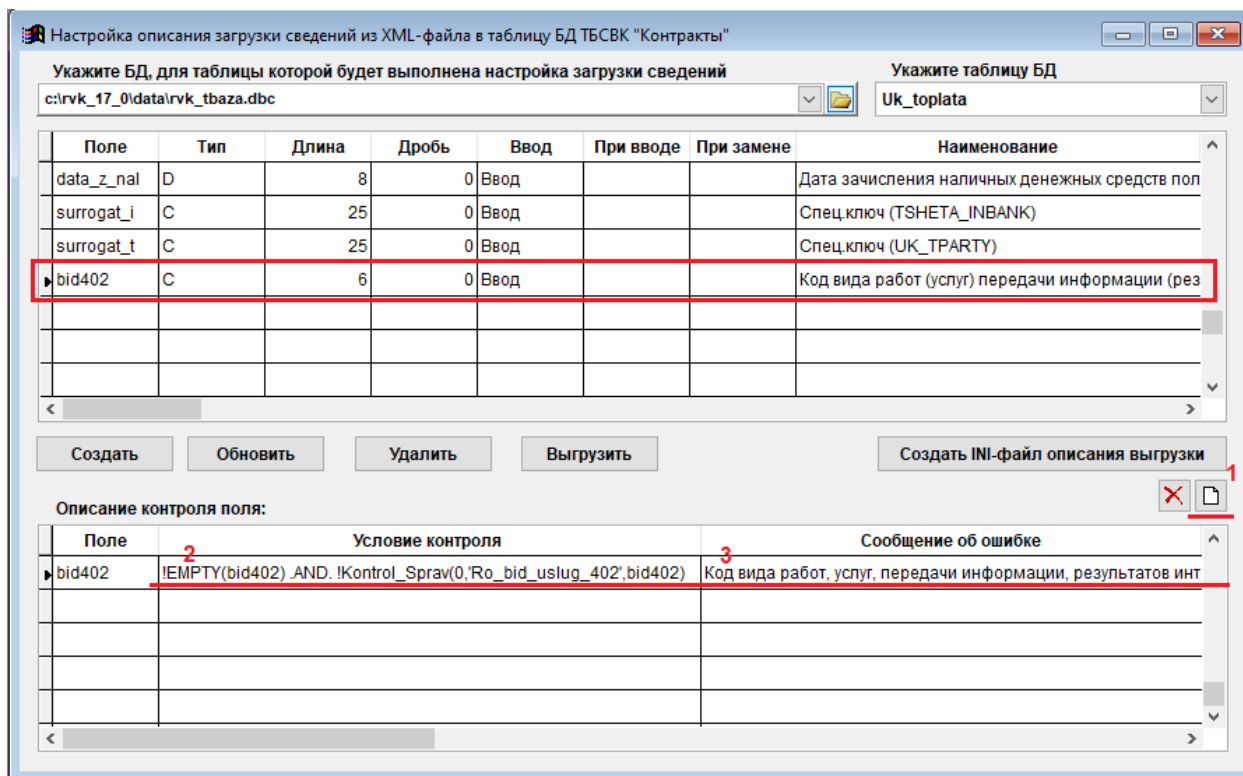 Настройка описания загрузки сведений из XML-файла в таблицу БД ТБСВК "Контракты"
Укажите БД, для таблицы которой будет выполнена настройка загрузки сведений Укажите таблицу БД
c:\rvk_17_0\data\rvk_tbaza.dbc Uk_toplata
Поле Тип Длина Дробь Ввод При вводе При замене Наименование
data_z_nal D 8 0 Ввод Дата зачисления наличных денежных средств пол
surrogat_i C 25 0 Ввод Спец.ключ (TSHETA_INBANK)
surrogat_t C 25 0 Ввод Спец.ключ (UK_TPARTY)
bid402 C 6 0 Ввод Код вида работ (услуг) передачи информации (рез
Создать Обновить Удалить Выгрузить Создать INI-файл описания выгрузки
1
Описание контроля поля:
Поле Условие контроля Сообщение об ошибке
2 3
bid402 !EMPTY(bid402) .AND. !Kontrol_Sprav(0,'Ro_bid_uslug_402',bid402) Код вида работ, услуг, передачи информации, результатов инт